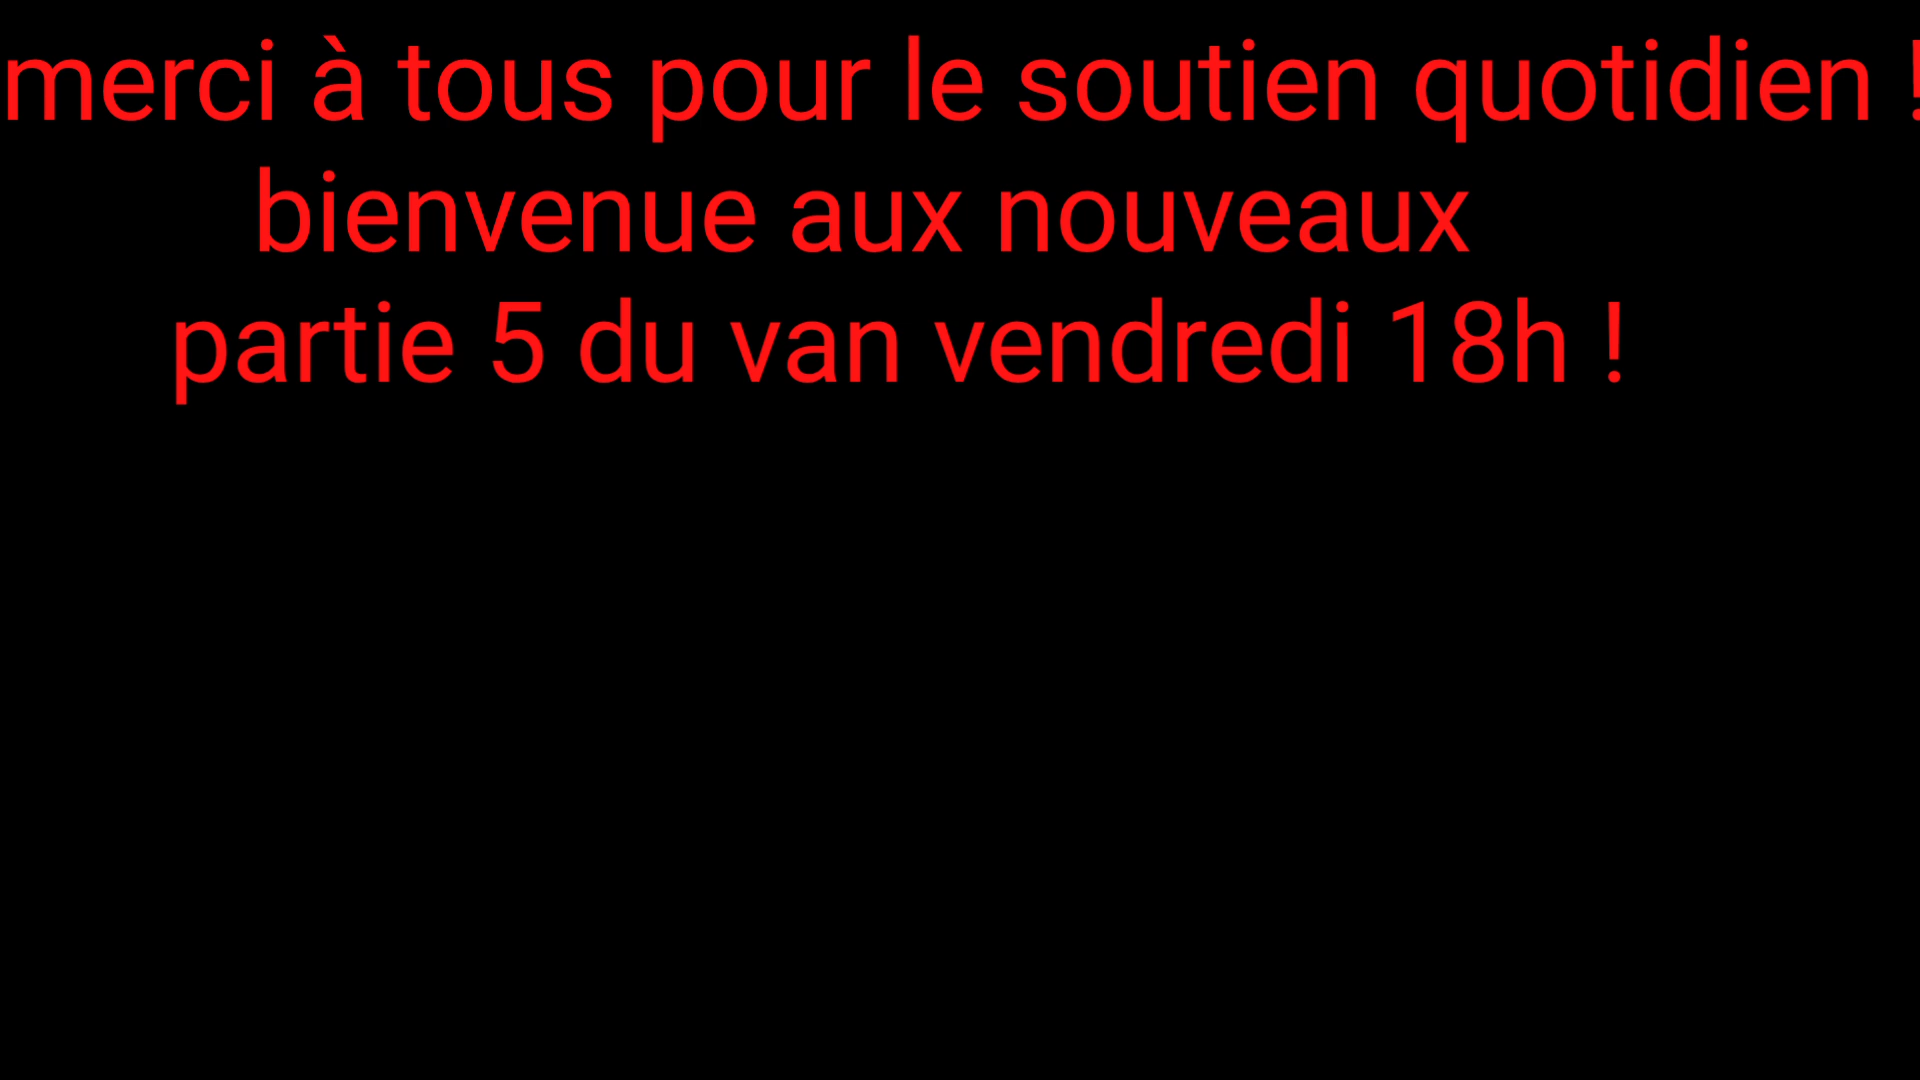 merci à tous pour le soutien quotidien !
bienvenue aux nouveaux
partie 5 du van vendredi 18h !